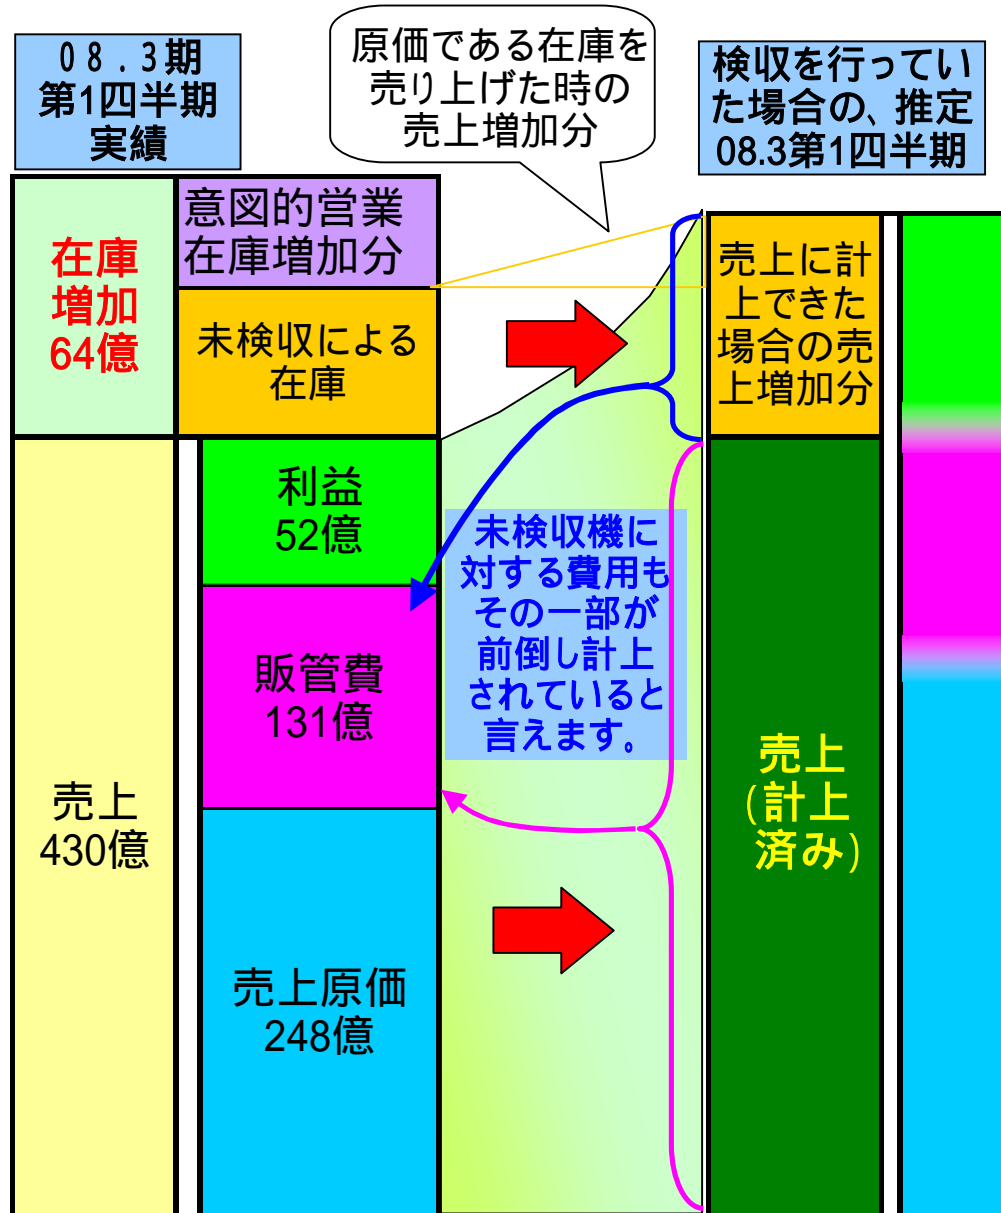 08.3期
第1四半期
実績
原価である在庫を
売り上げた時の
売上増加分
検収を行ってい
た場合の、推定
08.3第1四半期
在庫
増加
64億
意図的営業
在庫増加分
未検収による
在庫
売上に計
上できた
場合の売
上増加分
利益
52億
未検収機に
対する費用も
その一部が
前倒し計上
されていると
言えます。
販管費
131億
売上
430億
売上
(計上
済み)
売上原価
248億